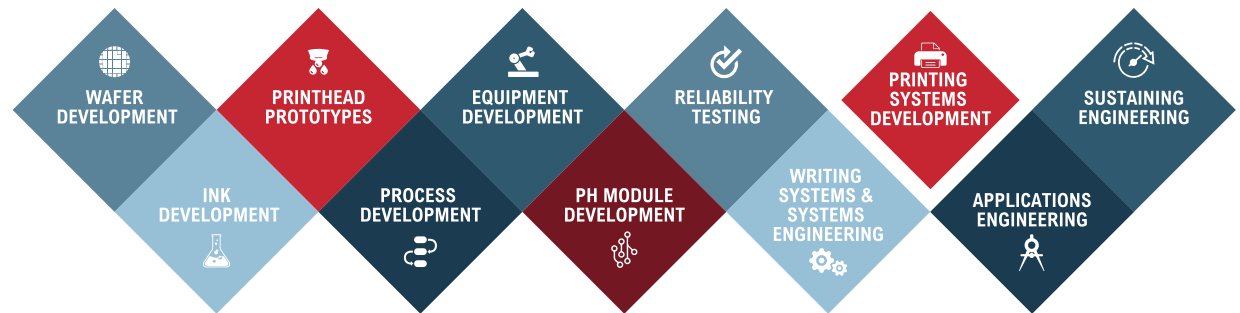 WAFER
DEVELOPMENT
INK
DEVELOPMENT
PRINTHEAD
PROTOTYPES
PROCESS
DEVELOPMENT
EQUIPMENT
DEVELOPMENT
PH MODULE
DEVELOPMENT
RELIABILITY
TESTING
WRITING
SYSTEMS &
SYSTEMS
ENGINEERING
PRINTING
SYSTEMS
DEVELOPMENT
APPLICATIONS
ENGINEERING
SUSTAINING
ENGINEERING